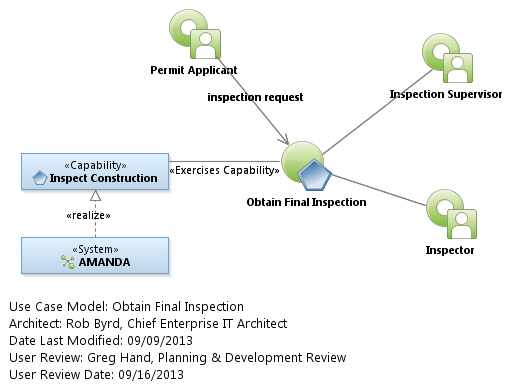 Permit Applicant
inspection request
Inspection Supervisor
«Capability»
Inspect Construction
«Exercises Capability»
Obtain Final Inspection
«realize»
Inspector
«System»
AMANDA
Use Case Model: Obtain Final Inspection
Architect: Rob Byrd, Chief Enterprise IT Architect
Date Last Modified: 09/09/2013
User Review: Greg Hand, Planning & Development Review
User Review Date: 09/16/2013